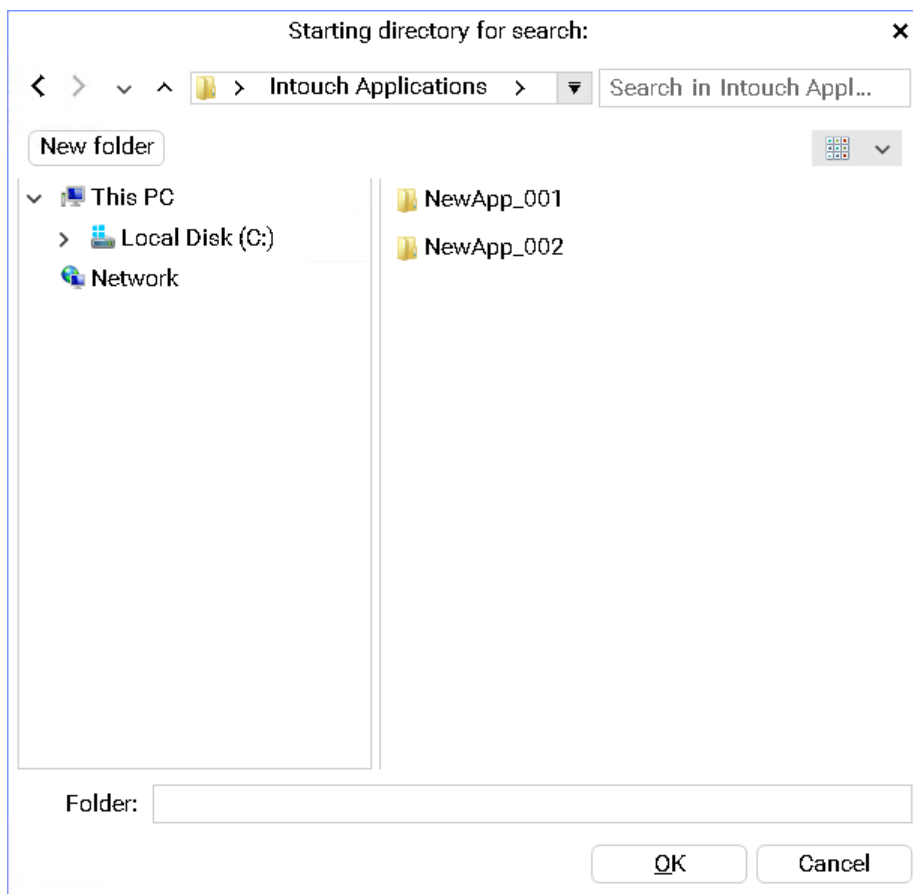 Starting directory for search:
Intouch Applications
Search in Intouch Appl...
New folder
This PC
Local Disk (C:)
Network
NewApp_001
NewApp_002
Folder:
OK
Cancel